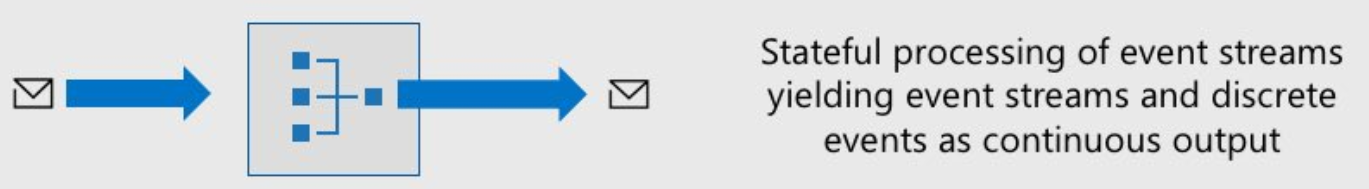 Stateful processing of event streams
yielding event streams and discrete
events as continuous output